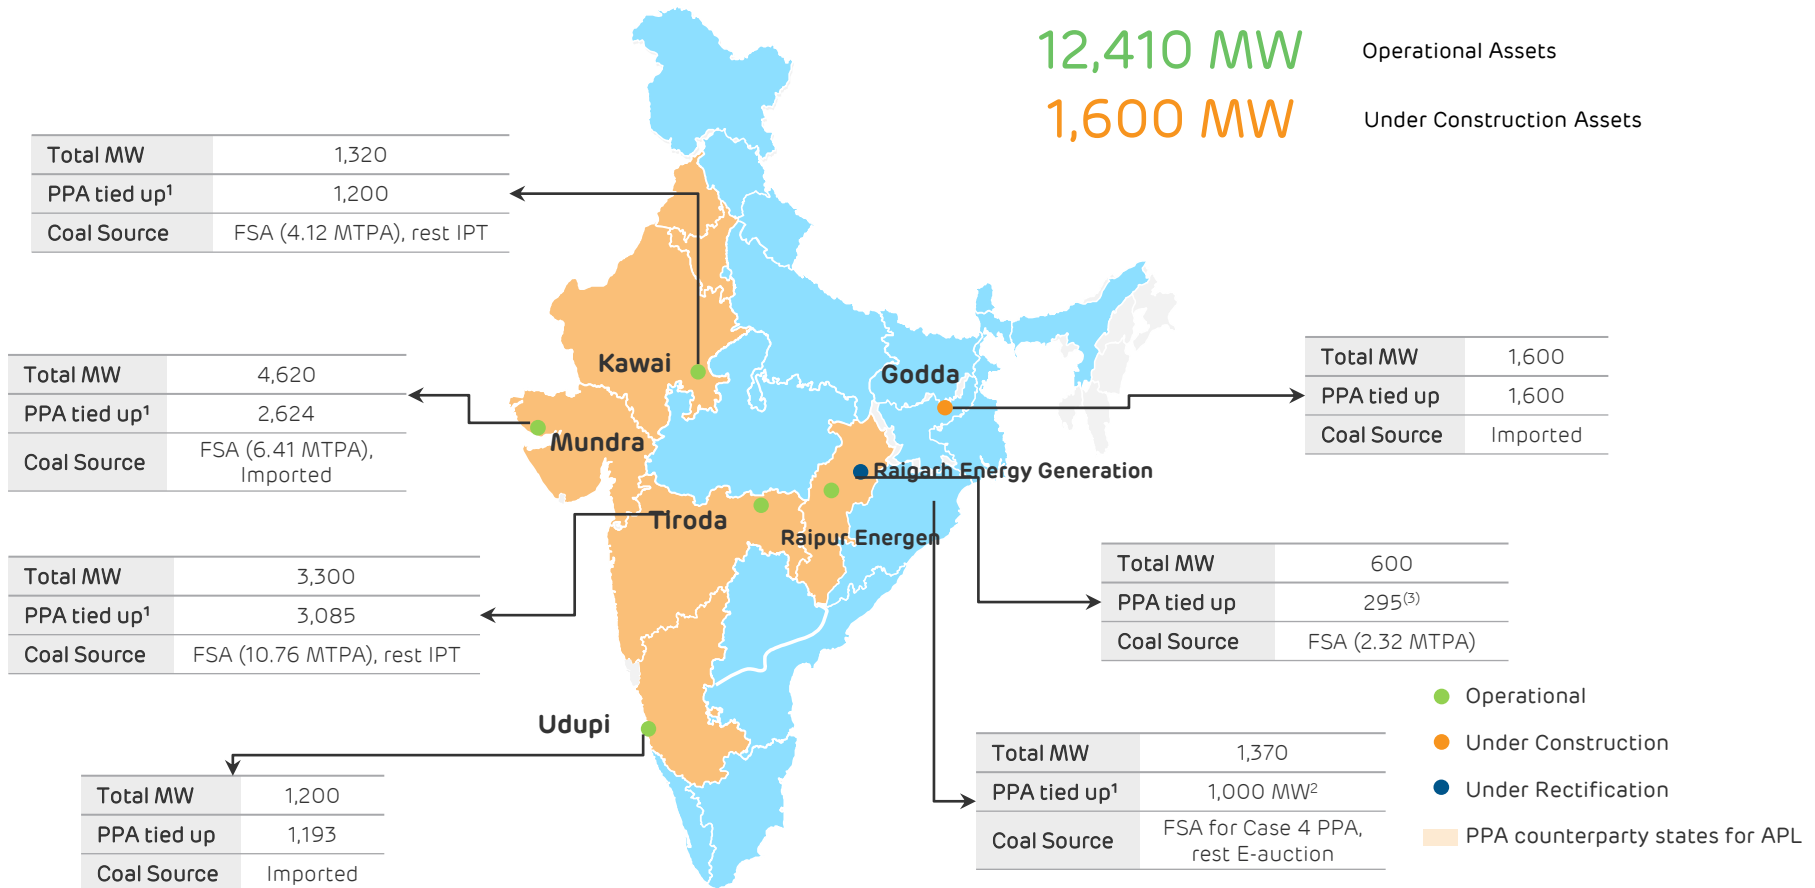 12,410 MW Operational Assets
1,600 MW Under Construction Assets
Total MW 1,320
PPA tied up¹ 1,200
Coal Source FSA (4.12 MTPA), rest IPT
Kawai
Total MW 4,620
PPA tied up¹ 2,624
Coal Source FSA (6.41 MTPA),
Imported
Mundra
Godda
Total MW 1,600
PPA tied up 1,600
Coal Source Imported
Raigarh Energy Generation
Tiroda
Raipur Energen
Total MW 3,300
PPA tied up¹ 3,085
Coal Source FSA (10.76 MTPA), rest IPT
Total MW 600
PPA tied up 295⁽³⁾
Coal Source FSA (2.32 MTPA)
Udupi
Total MW 1,200
PPA tied up 1,193
Coal Source Imported
Total MW 1,370
PPA tied up¹ 1,000 MW²
Coal Source FSA for Case 4 PPA,
rest E-auction
Operational
Under Construction
Under Rectification
PPA counterparty states for APL